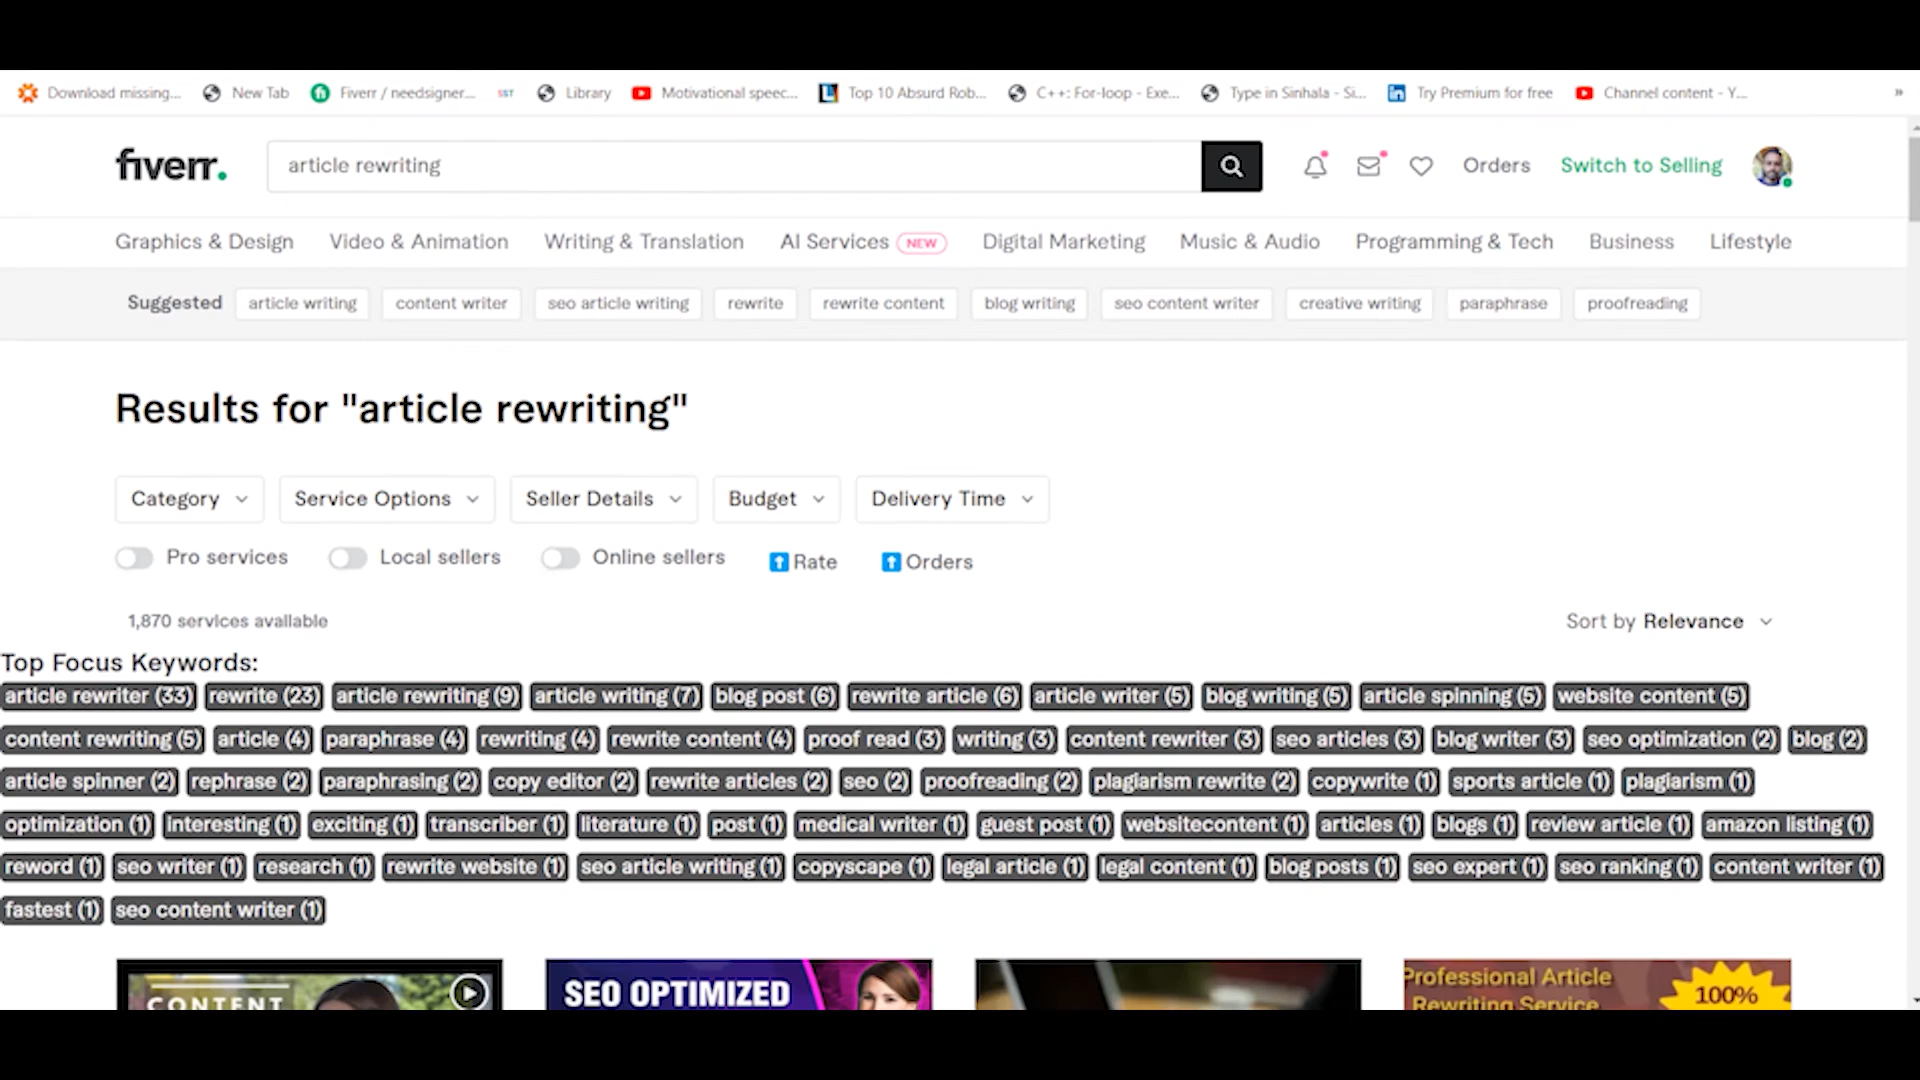 Download missing... New Tab Fiverr / needsigner... SST Library Motivational speec... Top 10 Absurd Rob... C++: For-loop - Exe... Type in Sinhala - Si... Try Premium for free Channel content - Y... »
fiverr. article rewriting Orders Switch to Selling
Graphics & Design Video & Animation Writing & Translation AI Services NEW Digital Marketing Music & Audio Programming & Tech Business Lifestyle
Suggested article writing content writer seo article writing rewrite rewrite content blog writing seo content writer creative writing paraphrase proofreading
Results for "article rewriting"
Category Service Options Seller Details Budget Delivery Time
Pro services Local sellers Online sellers Rate Orders
1,870 services available Sort by Relevance
Top Focus Keywords:
article rewriter (33) rewrite (23) article rewriting (9) article writing (7) blog post (6) rewrite article (6) article writer (5) blog writing (5) article spinning (5) website content (5)
content rewriting (5) article (4) paraphrase (4) rewriting (4) rewrite content (4) proof read (3) writing (3) content rewriter (3) seo articles (3) blog writer (3) seo optimization (2) blog (2)
article spinner (2) rephrase (2) paraphrasing (2) copy editor (2) rewrite articles (2) seo (2) proofreading (2) plagiarism rewrite (2) copywrite (1) sports article (1) plagiarism (1)
optimization (1) interesting (1) exciting (1) transcriber (1) literature (1) post (1) medical writer (1) guest post (1) websitecontent (1) articles (1) blogs (1) review article (1) amazon listing (1)
reword (1) seo writer (1) research (1) rewrite website (1) seo article writing (1) copyscape (1) legal article (1) legal content (1) blog posts (1) seo expert (1) seo ranking (1) content writer (1)
fastest (1) seo content writer (1)
CONTENT SEO OPTIMIZED Professional Article 100%
Rewriting Service